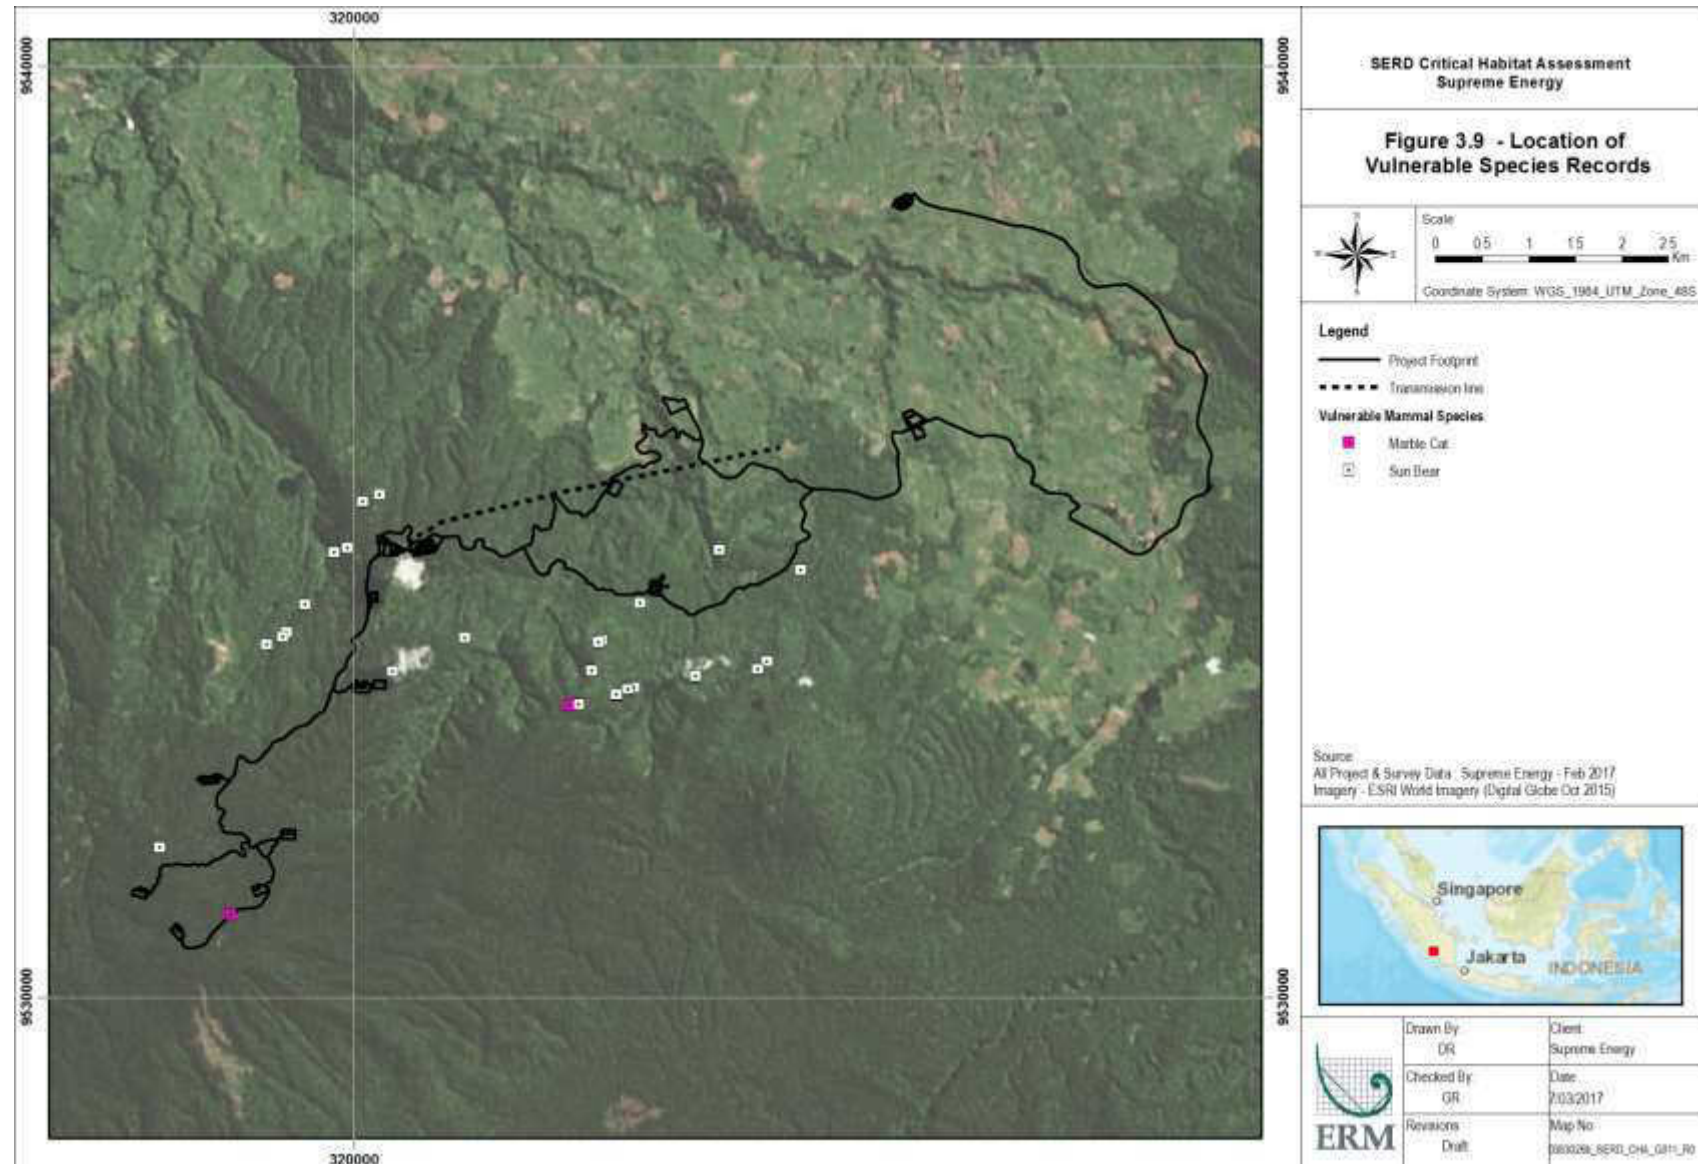 320000
9540000
9540000
SERD Critical Habitat Assessment
Supreme Energy
Figure 3.9 - Location of
Vulnerable Species Records
Scale
0 0.5 1 1.5 2 2.5
Km
Coordinate System: WGS_1984_UTM_Zone_48S
Legend
Project Footprint
Transmission line
Vulnerable Mammal Species
Marble Cat
Sun Bear
Source:
All Project & Survey Data : Supreme Energy - Feb 2017
Imagery - ESRI World Imagery (Digital Globe Oct 2015)
Singapore
Jakarta
INDONESIA
9530000
9530000
320000
ERM
Drawn By
DR
Client
Supreme Energy
Checked By
GR
Date
7/03/2017
Revisions
Draft
Map No